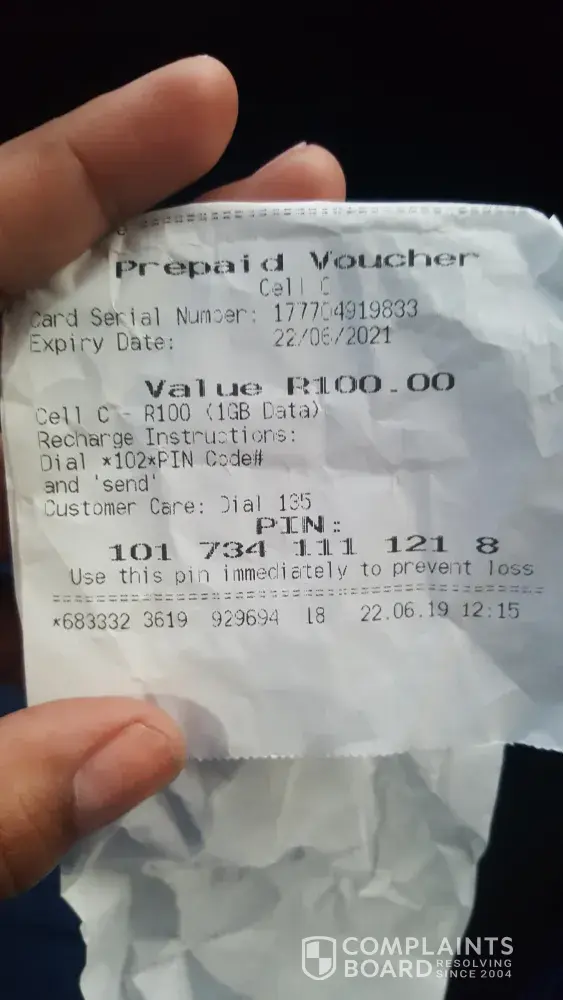 Prepaid Voucher
Cell C
Card Serial Number: 177704919833
Expiry Date: 22/06/2021
Value R100.00
Cell C - R100 (1GB Data)
Recharge Instructions:
Dial *102*PIN Code#
and 'send'
Customer Care: Dial 135
PIN:
101 734 111 121 8
Use this pin immediately to prevent loss
*683332 3619 929694 18 22.06.19 12:15
COMPLAINTS
BOARD RESOLVING
SINCE 2004